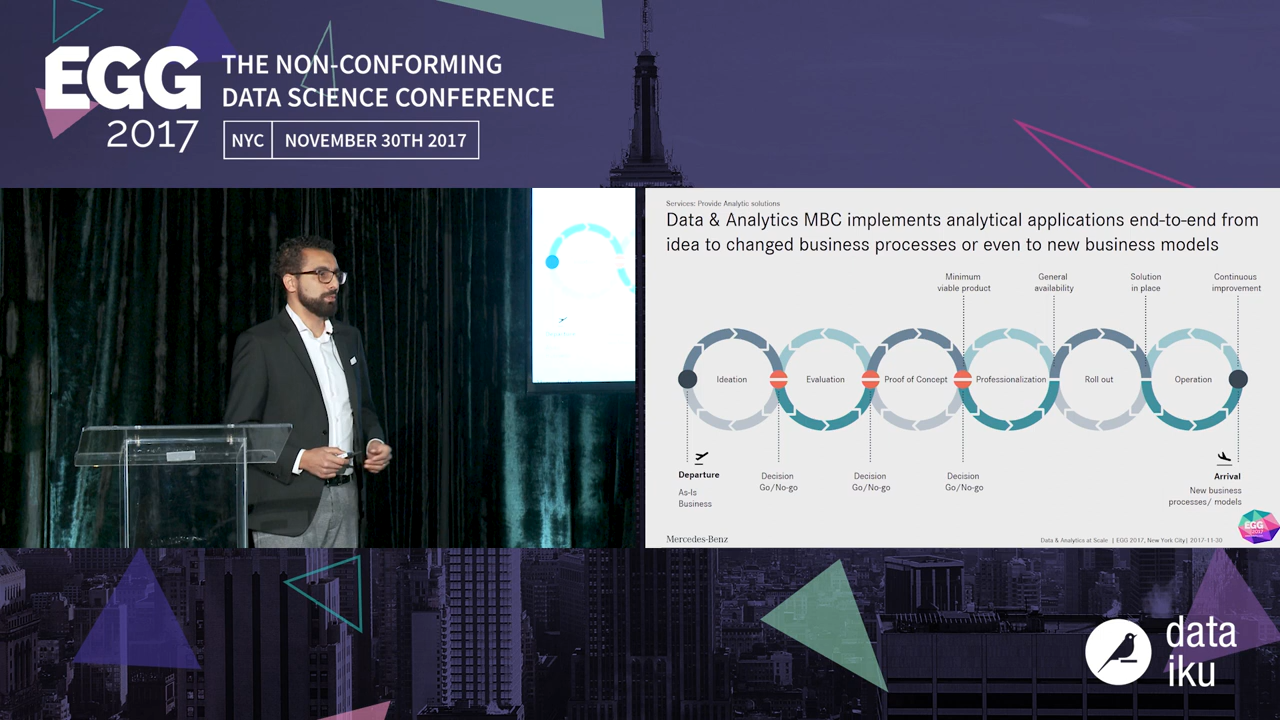 EGG
2017
THE NON-CONFORMING
DATA SCIENCE CONFERENCE
NYC
NOVEMBER 30TH 2017
Services: Provide Analytic solutions
Data & Analytics MBC implements analytical applications end-to-end from
idea to changed business processes or even to new business models
Minimum
viable product
General
availability
Solution
in place
Continuous
improvement
Ideation
Evaluation
Proof of Concept
Professionalization
Roll out
Operation
Departure
As-Is
Business
Decision
Go/No-go
Decision
Go/No-go
Decision
Go/No-go
Arrival
New business
processes/ models
Mercedes-Benz
Data & Analytics at Scale | EGG 2017, New York City | 2017-11-30
EGG
2017
data
iku